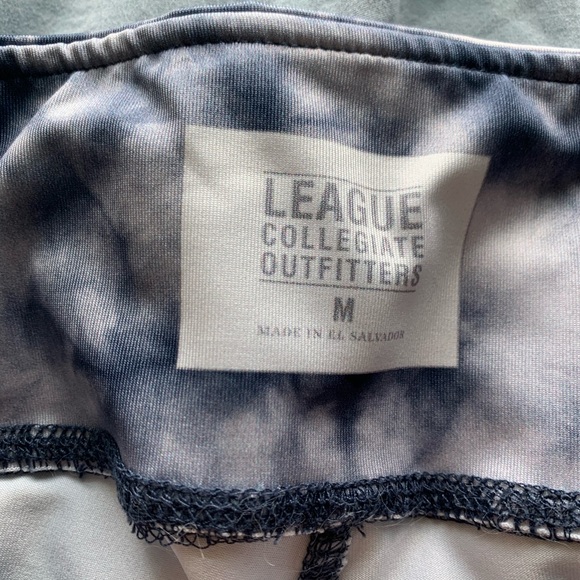 LEAGUE
COLLEGIATE
OUTFITTERS
M
MADE IN EL SALVADOR